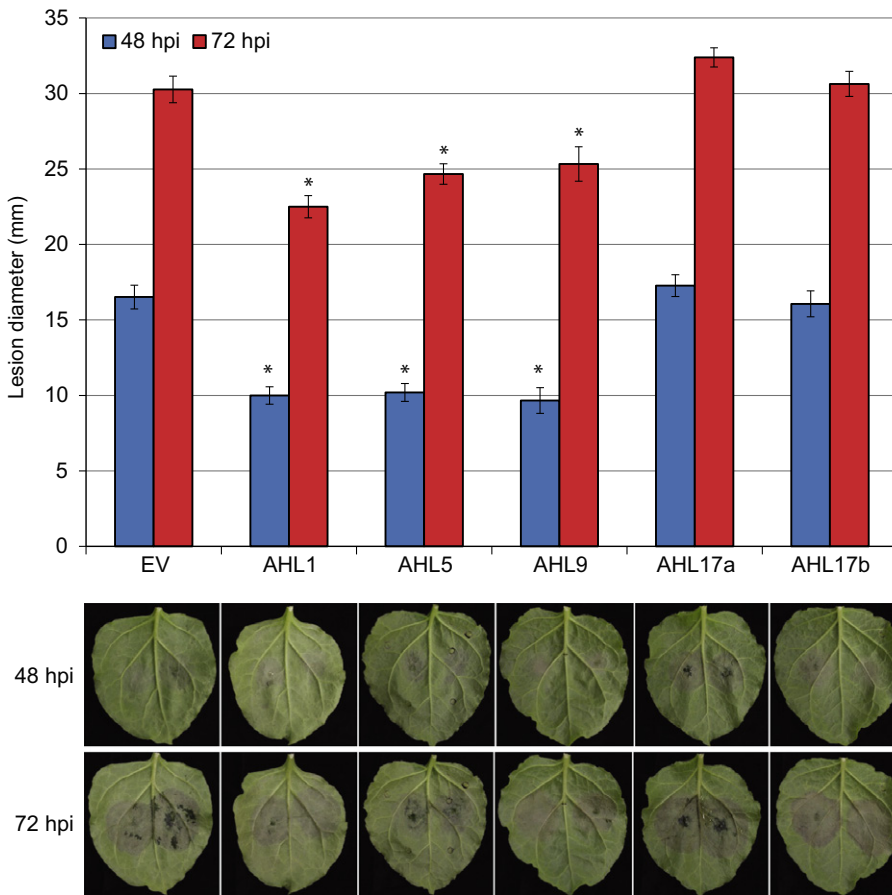 48 hpi 72 hpi
Lesion diameter (mm)
35
30
25
20
15
10
5
0
*
*
*
*
*
*
EV AHL1 AHL5 AHL9 AHL17a AHL17b
48 hpi
72 hpi